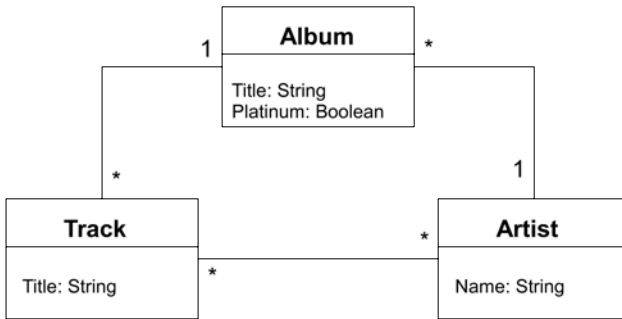 Album
1
*
Title: String
Platinum: Boolean
*
1
Track
*
Artist
*
Title: String
Name: String